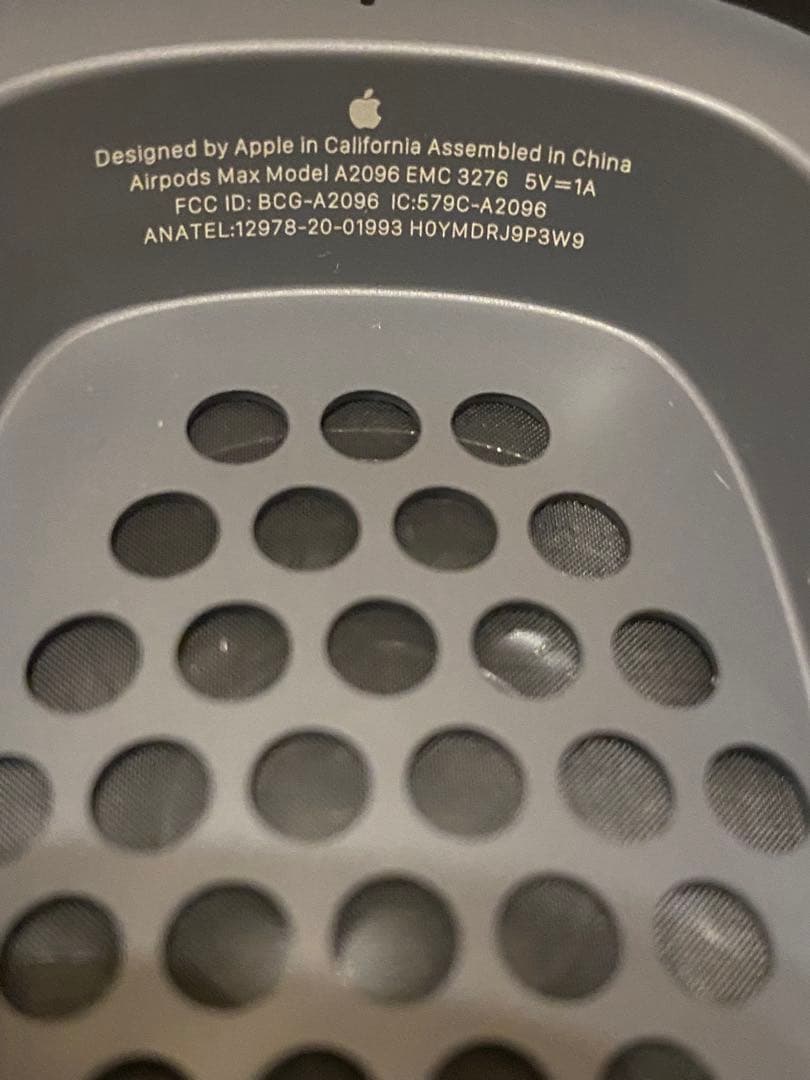 Designed by Apple in California Assembled in China
Airpods Max Model A2096 EMC 3276 5V=1A
FCC ID: BCG-A2096 IC:579C-A2096
ANATEL:12978-20-01993 H0YMDRJ9P3W9